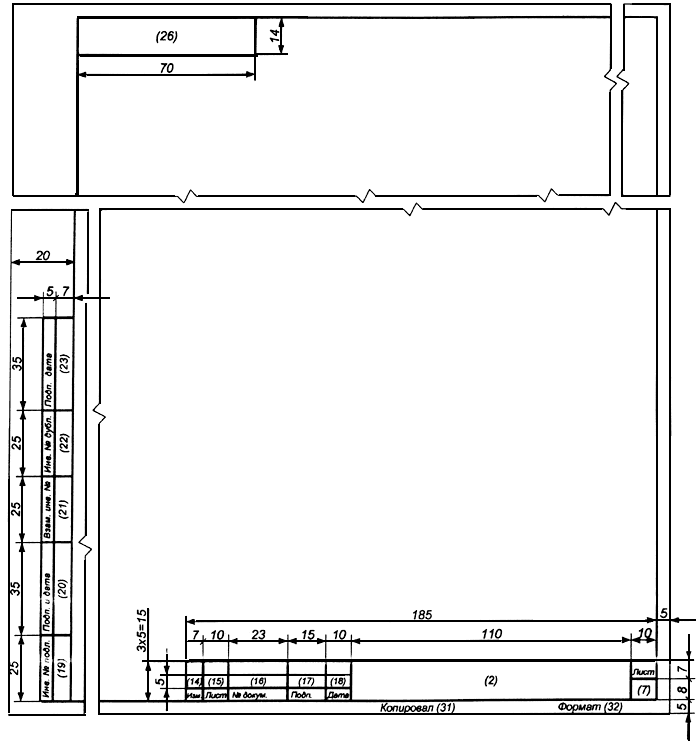 (26)
14
70
20
5 7
35
Подп. дата
(23)
25
Инв. № дубл.
(22)
25
Взам. инв. №
(21)
35
Подп. и дата
(20)
25
Инв. № подл.
(19)
185
5
3x5=15
7 10 23 15 10 110 10
5
(14) (15) (16) (17) (18)
(2)
Лист
7
(7)
8
Изм Лист № докум. Подп. Дата
5
Копировал (31) Формат (32)